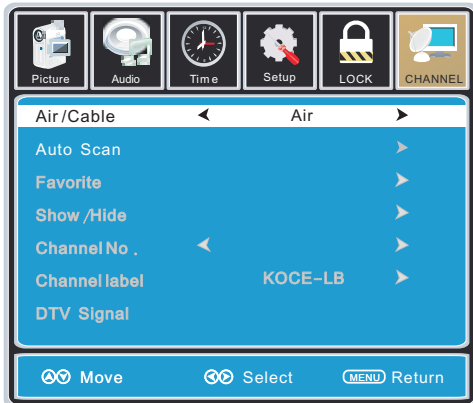 Picture Audio Time Setup LOCK CHANNEL
Air/Cable Air
Auto Scan
Favorite
Show/Hide
Channel No.
Channel label KOCE-LB
DTV Signal
Move Select MENU Return